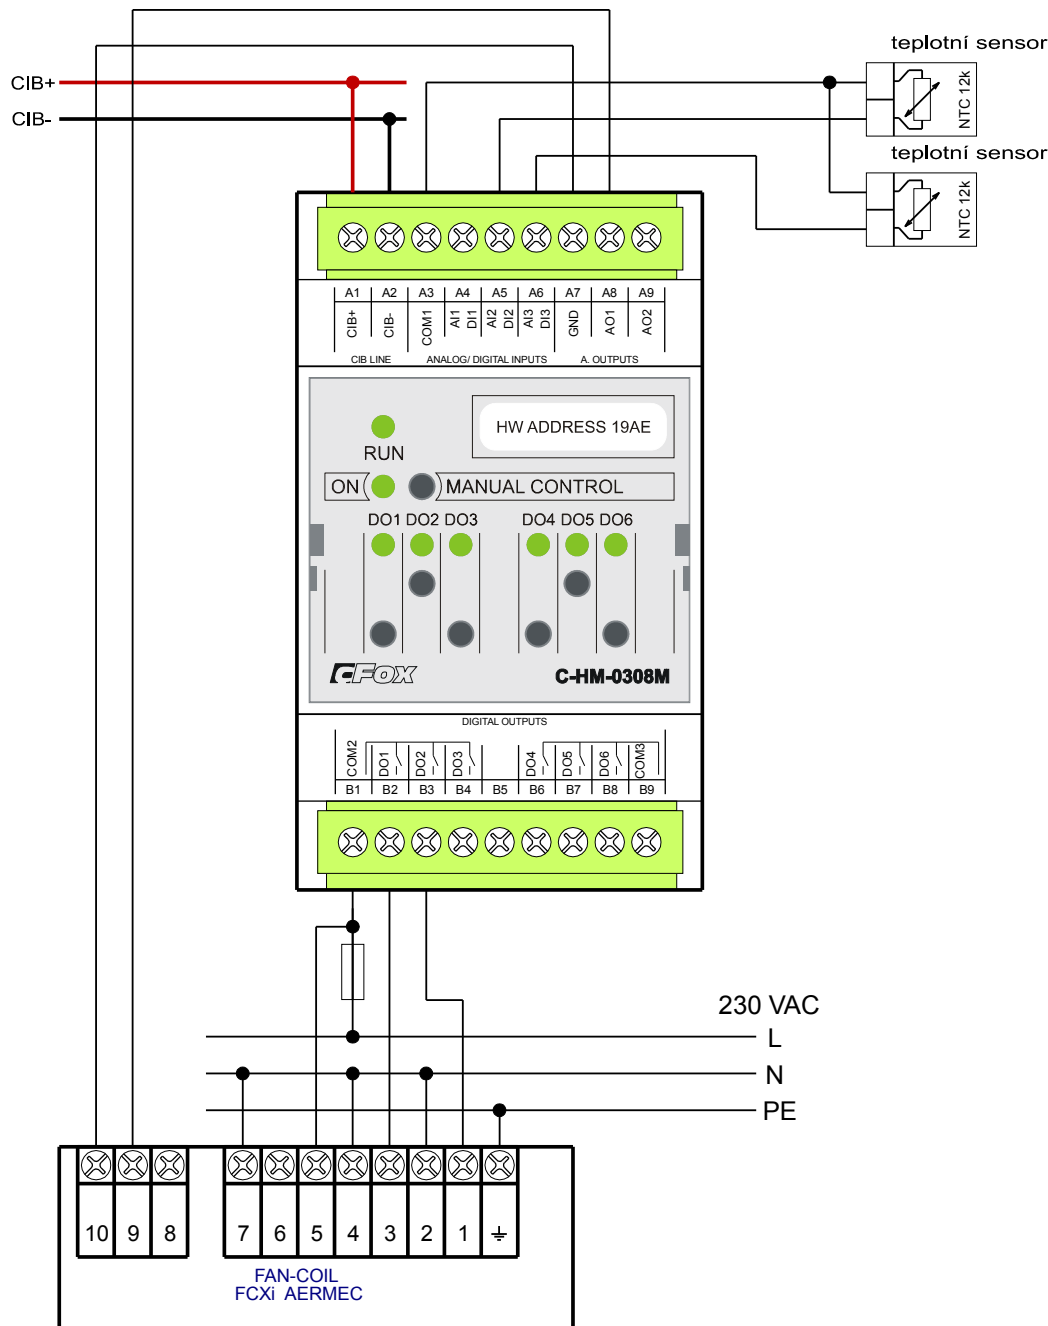 teplotní sensor
CIB+
NTC 12k
CIB-
teplotní sensor
NTC 12k
A1 A2 A3 A4 A5 A6 A7 A8 A9
CIB+ CIB- COM1 AI1 DI1 AI2 DI2 AI3 DI3 GND AO1 AO2
CIB LINE ANALOG/ DIGITAL INPUTS A. OUTPUTS
HW ADDRESS 19AE
RUN
ON MANUAL CONTROL
DO1 DO2 DO3 DO4 DO5 DO6
CFOX C-HM-0308M
DIGITAL OUTPUTS
COM2 DO1 DO2 DO3 DO4 DO5 DO6 COM3
B1 B2 B3 B4 B5 B6 B7 B8 B9
230 VAC
L
N
PE
10 9 8 7 6 5 4 3 2 1
FAN-COIL
FCXi AERMEC